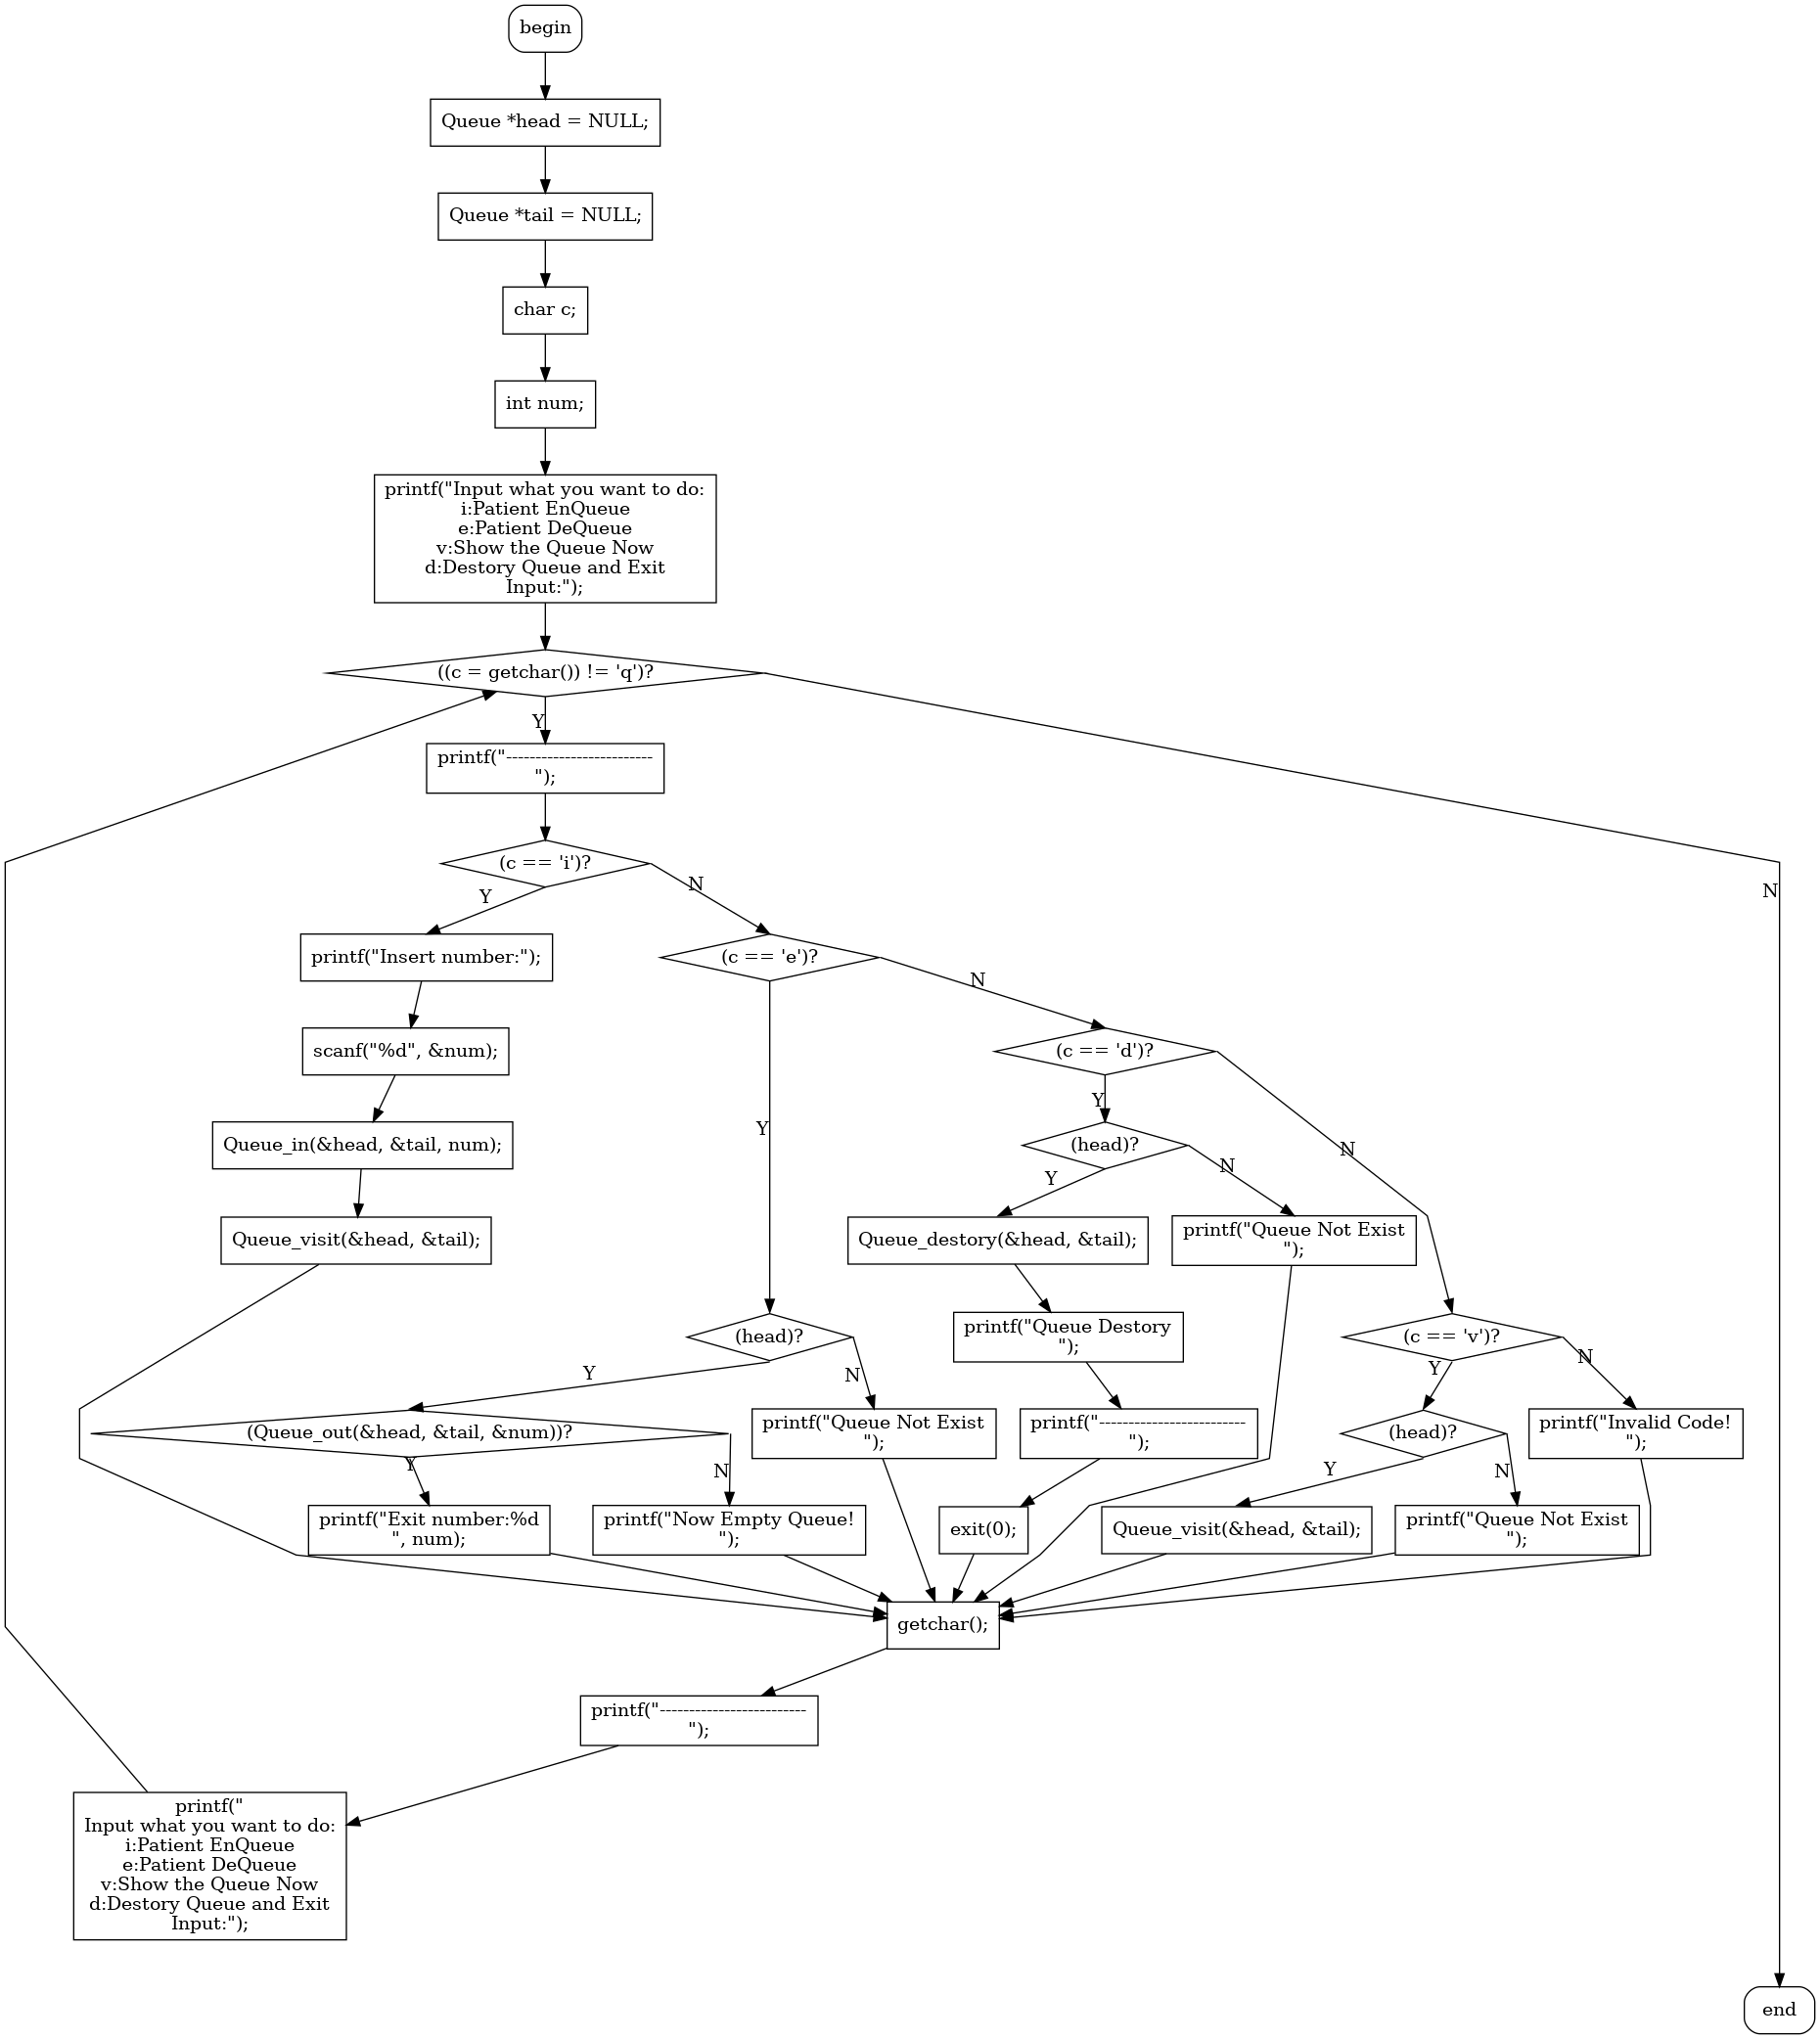 begin
Queue *head = NULL;
Queue *tail = NULL;
char c;
int num;
printf("Input what you want to do:
i:Patient EnQueue
e:Patient DeQueue
v:Show the Queue Now
d:Destory Queue and Exit
Input:");
((c = getchar()) != 'q')?
Y
printf("-------------------------
");
(c == 'i')?
Y
N
N
printf("Insert number:");
(c == 'e')?
N
scanf("%d", &num);
(c == 'd')?
Y
Y
N
Queue_in(&head, &tail, num);
(head)?
Y
N
Queue_visit(&head, &tail);
Queue_destory(&head, &tail);
printf("Queue Not Exist
");
(head)?
printf("Queue Destory
");
(c == 'v')?
Y
N
Y
N
(Queue_out(&head, &tail, &num))?
printf("Queue Not Exist
");
printf("-------------------------
");
(head)?
printf("Invalid Code!
");
Y
N
Y
N
printf("Exit number:%d
", num);
printf("Now Empty Queue!
");
exit(0);
Queue_visit(&head, &tail);
printf("Queue Not Exist
");
getchar();
printf("-------------------------
");
printf("
Input what you want to do:
i:Patient EnQueue
e:Patient DeQueue
v:Show the Queue Now
d:Destory Queue and Exit
Input:");
end